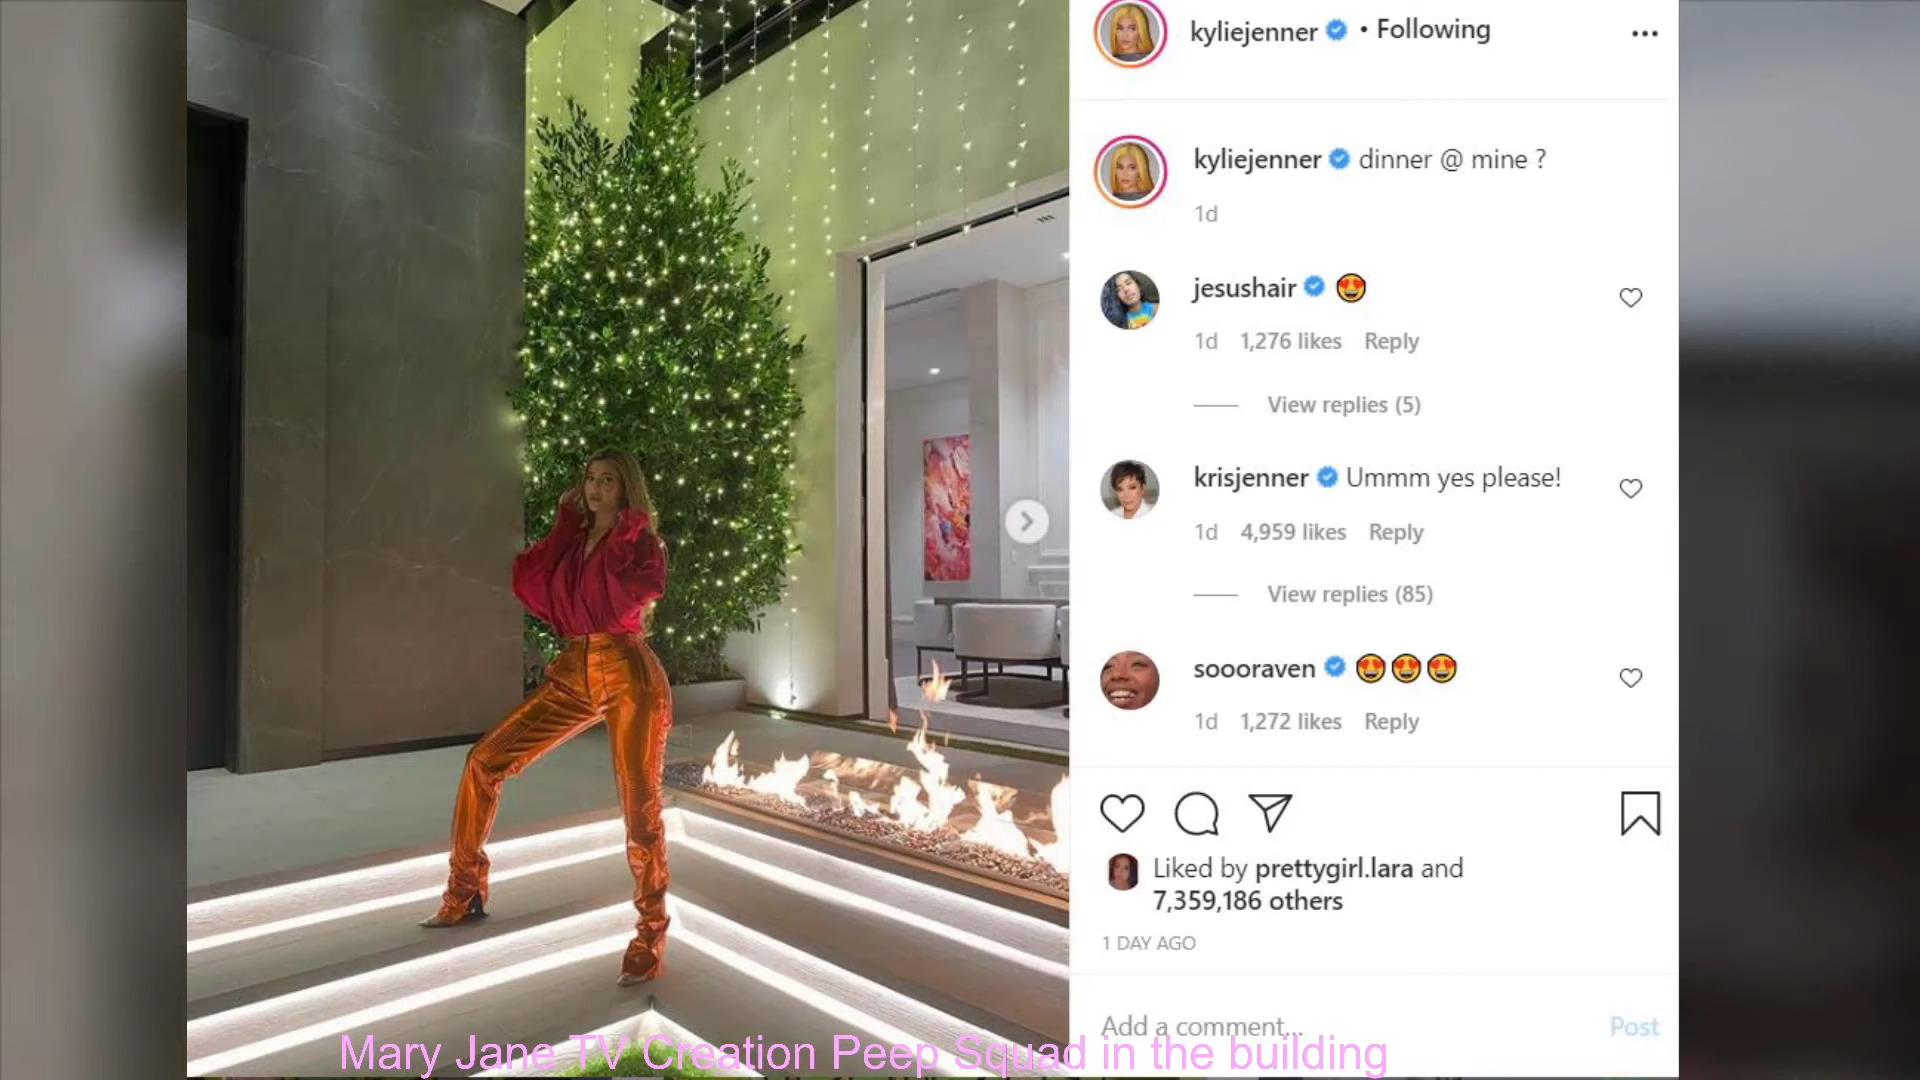 kyliejenner • Following
kyliejenner dinner @ mine ?
1d
jesushair 😍
1d 1,276 likes Reply
View replies (5)
krisjenner Ummm yes please!
1d 4,959 likes Reply
View replies (85)
soooraven 😍😍😍
1d 1,272 likes Reply
Liked by prettygirl.lara and
7,359,186 others
1 DAY AGO
Add a comment... Post
Mary Jane TV Creation Peep Squad in the building